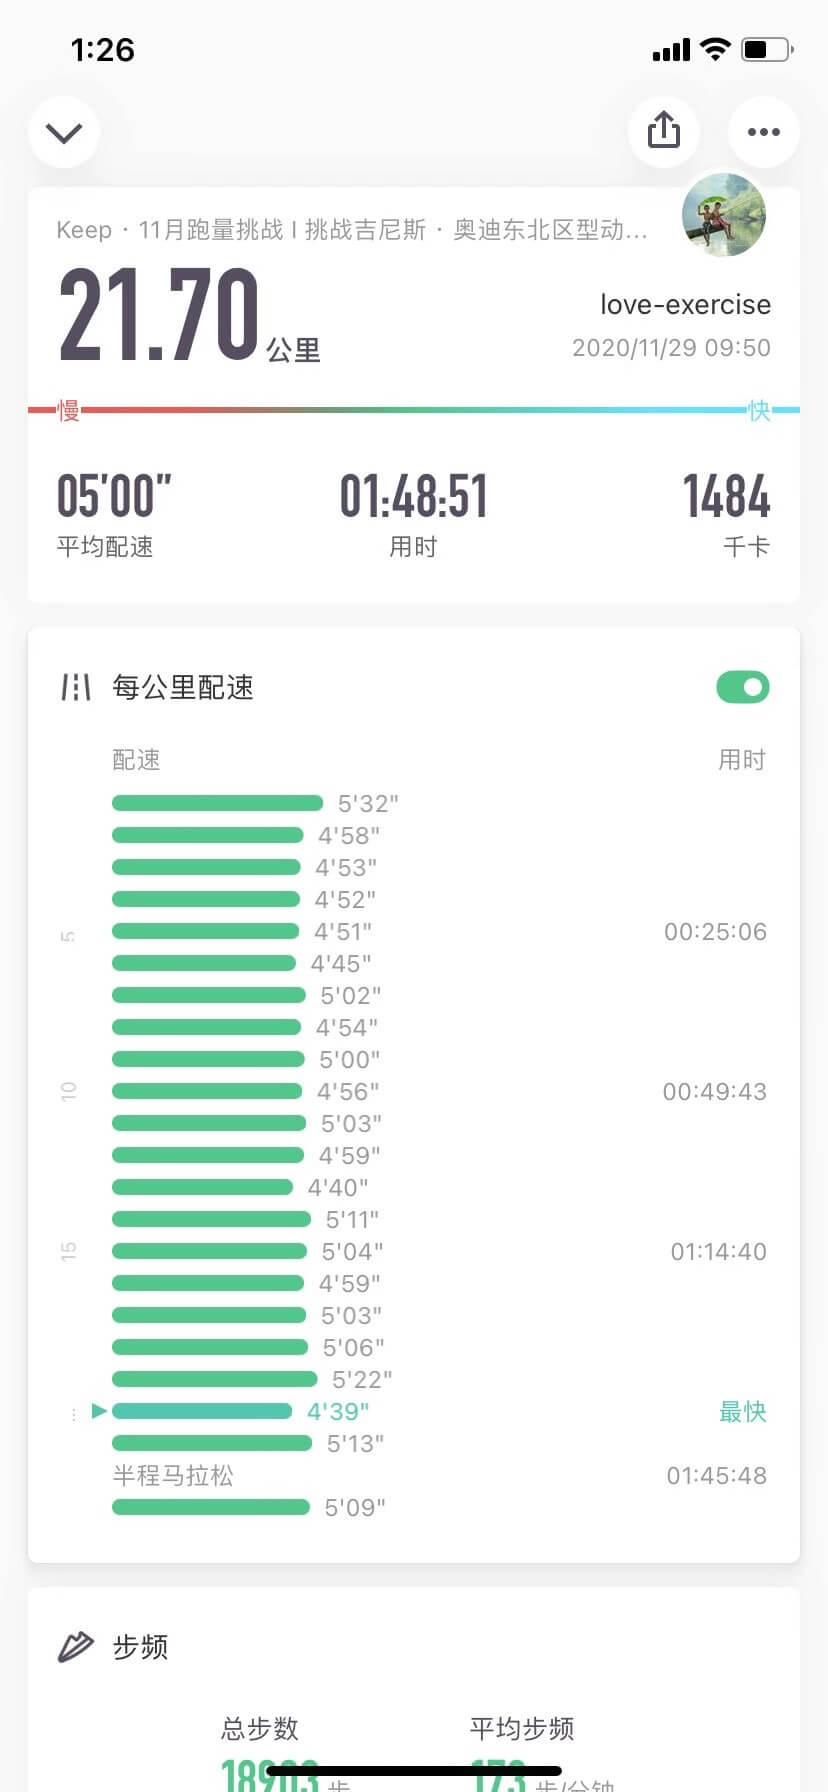 1:26
Keep · 11月跑量挑战 I 挑战吉尼斯 · 奥迪东北区型动...
21.70公里
love-exercise
2020/11/29 09:50
慢 快
05'00" 01:48:51 1484
平均配速 用时 千卡
每公里配速
配速 用时
5'32"
4'58"
4'53"
4'52"
5 4'51" 00:25:06
4'45"
5'02"
4'54"
5'00"
10 4'56" 00:49:43
5'03"
4'59"
4'40"
5'11"
15 5'04" 01:14:40
4'59"
5'03"
5'06"
5'22"
... 4'39" 最快
5'13"
半程马拉松 01:45:48
5'09"
步频
总步数 平均步频
18903 步 173 步/分钟